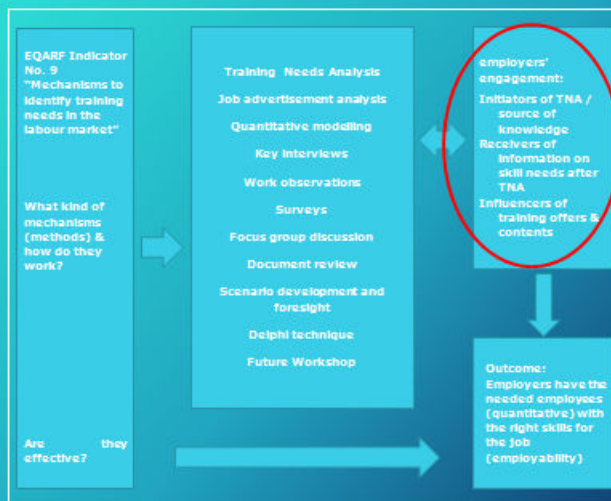 EQARF Indicator
No. 9
"Mechanisms to
identify training
needs in the
labour market"
What kind of
mechanisms
(methods) &
how do they
work?
Are they
effective?
Training Needs Analysis
Job advertisement analysis
Quantitative modelling
Key interviews
Work observations
Surveys
Focus group discussion
Document review
Scenario development and
foresight
Delphi technique
Future Workshop
employers'
engagement:
Initiators of TNA /
source of
knowledge
Receivers of
information on
skill needs after
TNA
Influencers of
training offers &
contents
Outcome:
Employers have the
needed employees
(quantitative) with
the right skills for
the job
(employability)